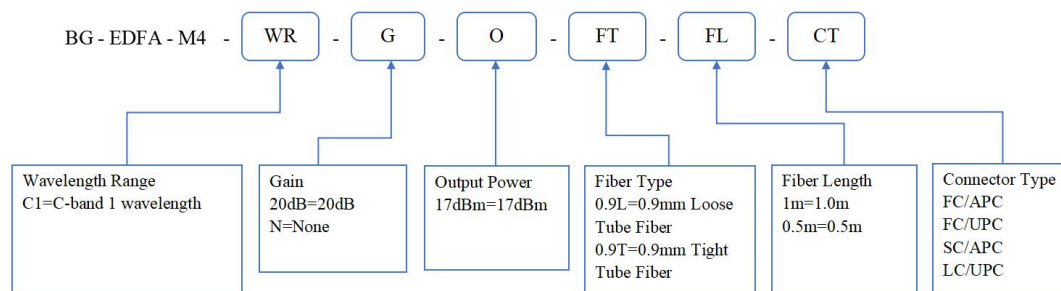 BG - EDFA - M4 - WR - G - O - FT - FL - CT
Wavelength Range
C1=C-band 1 wavelength
Gain
20dB=20dB
N=None
Output Power
17dBm=17dBm
Fiber Type
0.9L=0.9mm Loose
Tube Fiber
0.9T=0.9mm Tight
Tube Fiber
Fiber Length
1m=1.0m
0.5m=0.5m
Connector Type
FC/APC
FC/UPC
SC/APC
LC/UPC